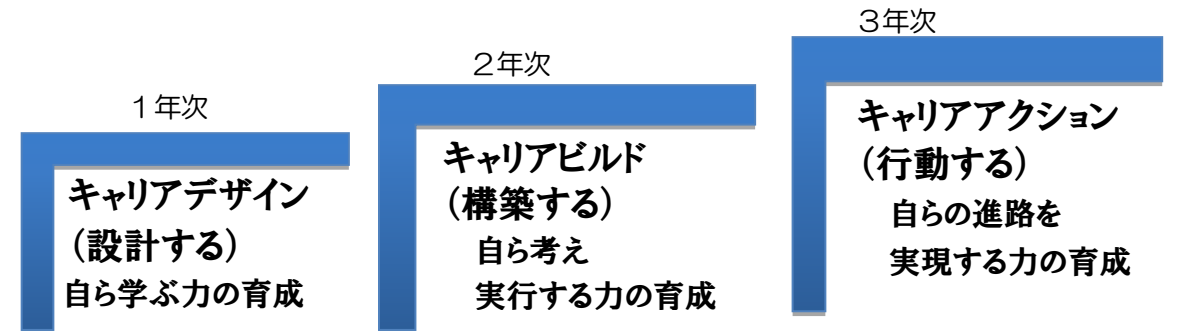 １年次
キャリアデザイン
（設計する）
自ら学ぶ力の育成
２年次
キャリアビルド
（構築する）
自ら考え
実行する力の育成
３年次
キャリアアクション
（行動する）
自らの進路を
実現する力の育成